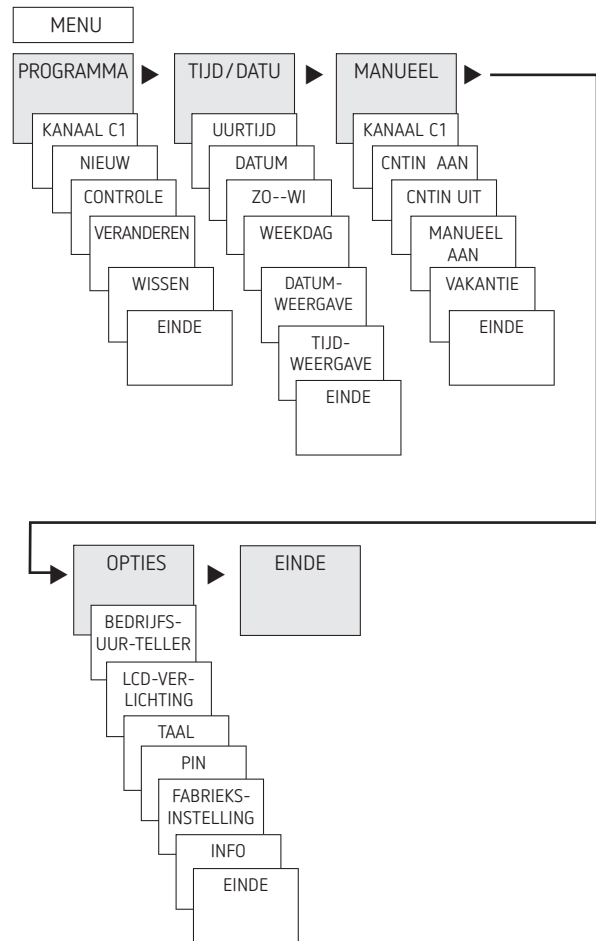 MENU
PROGRAMMA
KANAAL C1
NIEUW
CONTROLE
VERANDEREN
WISSEN
EINDE
TIJD/DATU
UURTIJD
DATUM
ZO--WI
WEEKDAG
DATUM-
WEERGAVE
TIJD-
WEERGAVE
EINDE
MANUEEL
KANAAL C1
CNTIN AAN
CNTIN UIT
MANUEEL
AAN
VAKANTIE
EINDE
OPTIES
BEDRIJFS-
UUR-TELLER
LCD-VER-
LICHTING
TAAL
PIN
FABRIEKS-
INSTELLING
INFO
EINDE
EINDE